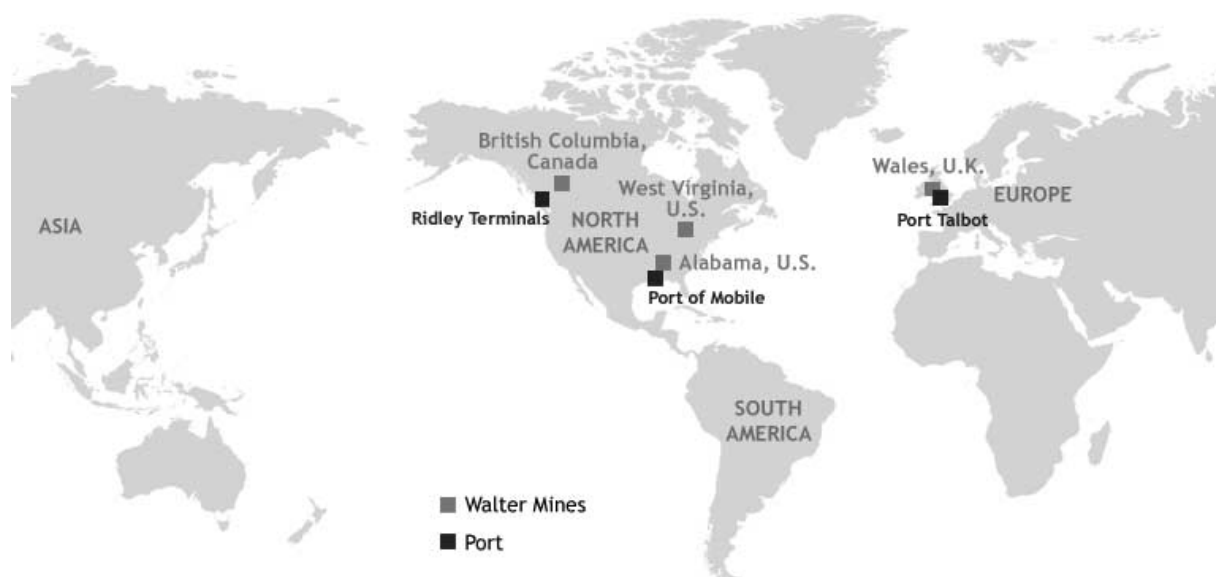 British Columbia,
Canada
West Virginia,
U.S.
Wales, U.K.
EUROPE
Ridley Terminals
NORTH
AMERICA
Port Talbot
ASIA
Alabama, U.S.
Port of Mobile
SOUTH
AMERICA
Walter Mines
Port